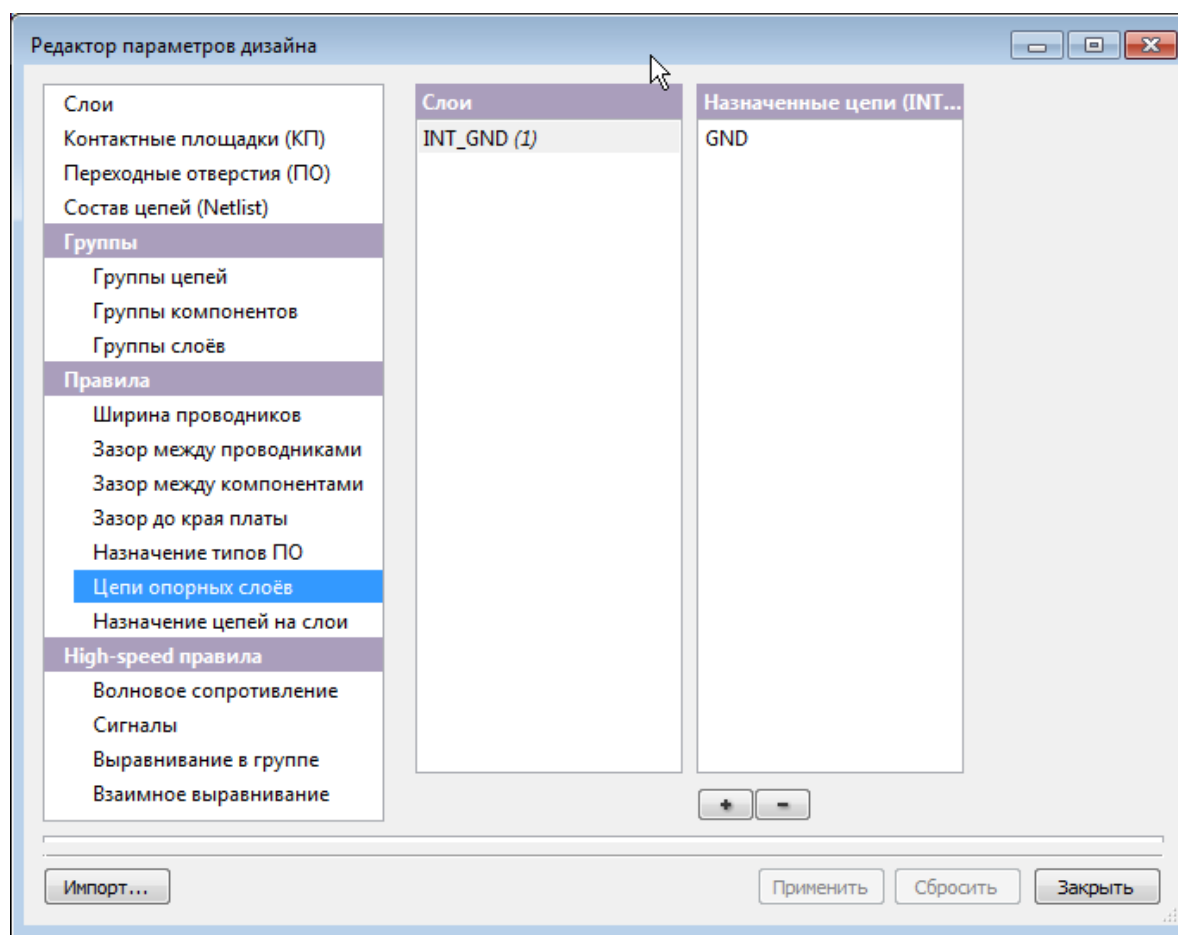 Редактор параметров дизайна
Слои
Контактные площадки (КП)
Переходные отверстия (ПО)
Состав цепей (Netlist)
Группы
Группы цепей
Группы компонентов
Группы слоёв
Правила
Ширина проводников
Зазор между проводниками
Зазор между компонентами
Зазор до края платы
Назначение типов ПО
Цепи опорных слоёв
Назначение цепей на слои
High-speed правила
Волновое сопротивление
Сигналы
Выравнивание в группе
Взаимное выравнивание
Слои
INT_GND (1)
Назначенные цепи (INT...
GND
+ -
Импорт...
Применить Сбросить Закрыть